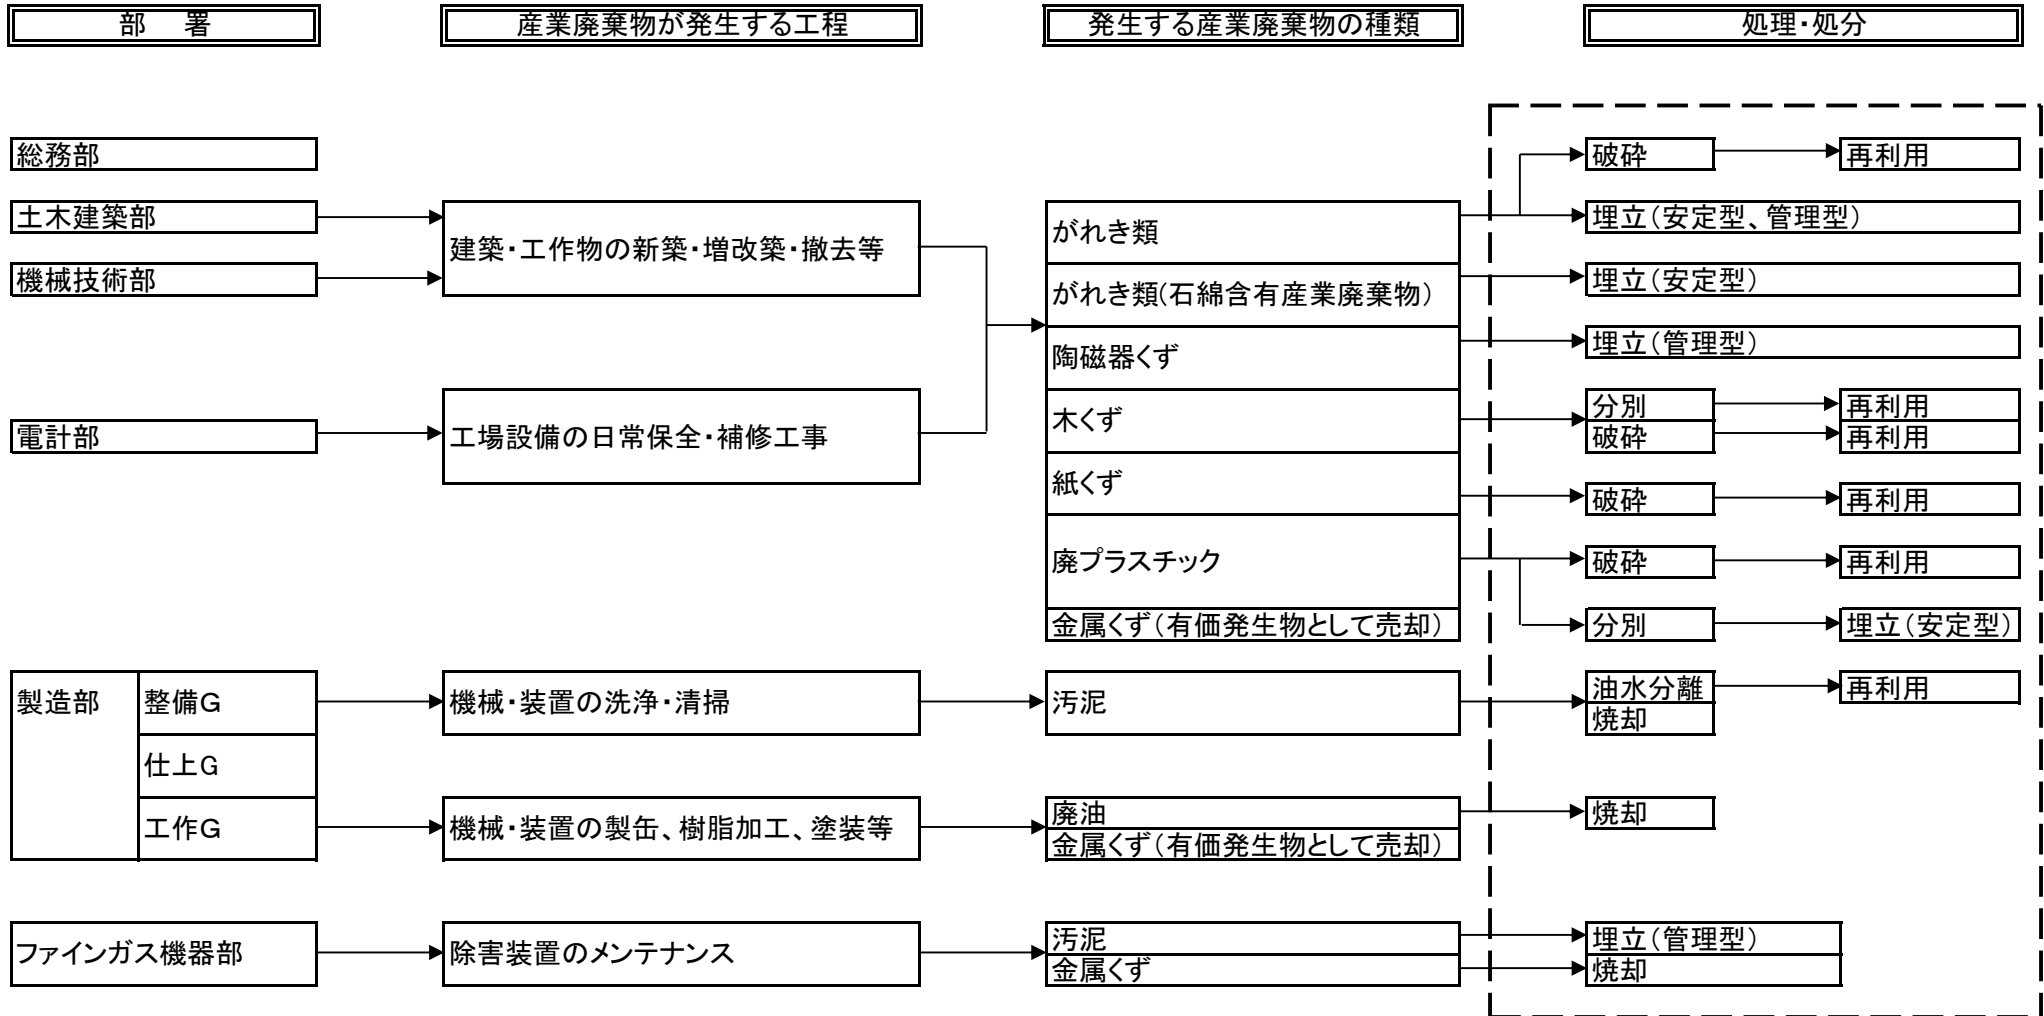 部　署
産業廃棄物が発生する工程
発生する産業廃棄物の種類
処理・処分
総務部
土木建築部
機械技術部
電計部
建築・工作物の新築・増改築・撤去等
工場設備の日常保全・補修工事
がれき類
がれき類(石綿含有産業廃棄物)
陶磁器くず
木くず
紙くず
廃プラスチック
金属くず(有価発生物として売却)
破砕
再利用
埋立(安定型、管理型)
埋立(安定型)
埋立(管理型)
分別
再利用
破砕
再利用
破砕
再利用
破砕
再利用
分別
埋立(安定型)
製造部
整備G
機械・装置の洗浄・清掃
汚泥
油水分離
再利用
焼却
仕上G
工作G
機械・装置の製缶、樹脂加工、塗装等
廃油
焼却
金属くず(有価発生物として売却)
ファインガス機器部
除害装置のメンテナンス
汚泥
埋立(管理型)
金属くず
焼却